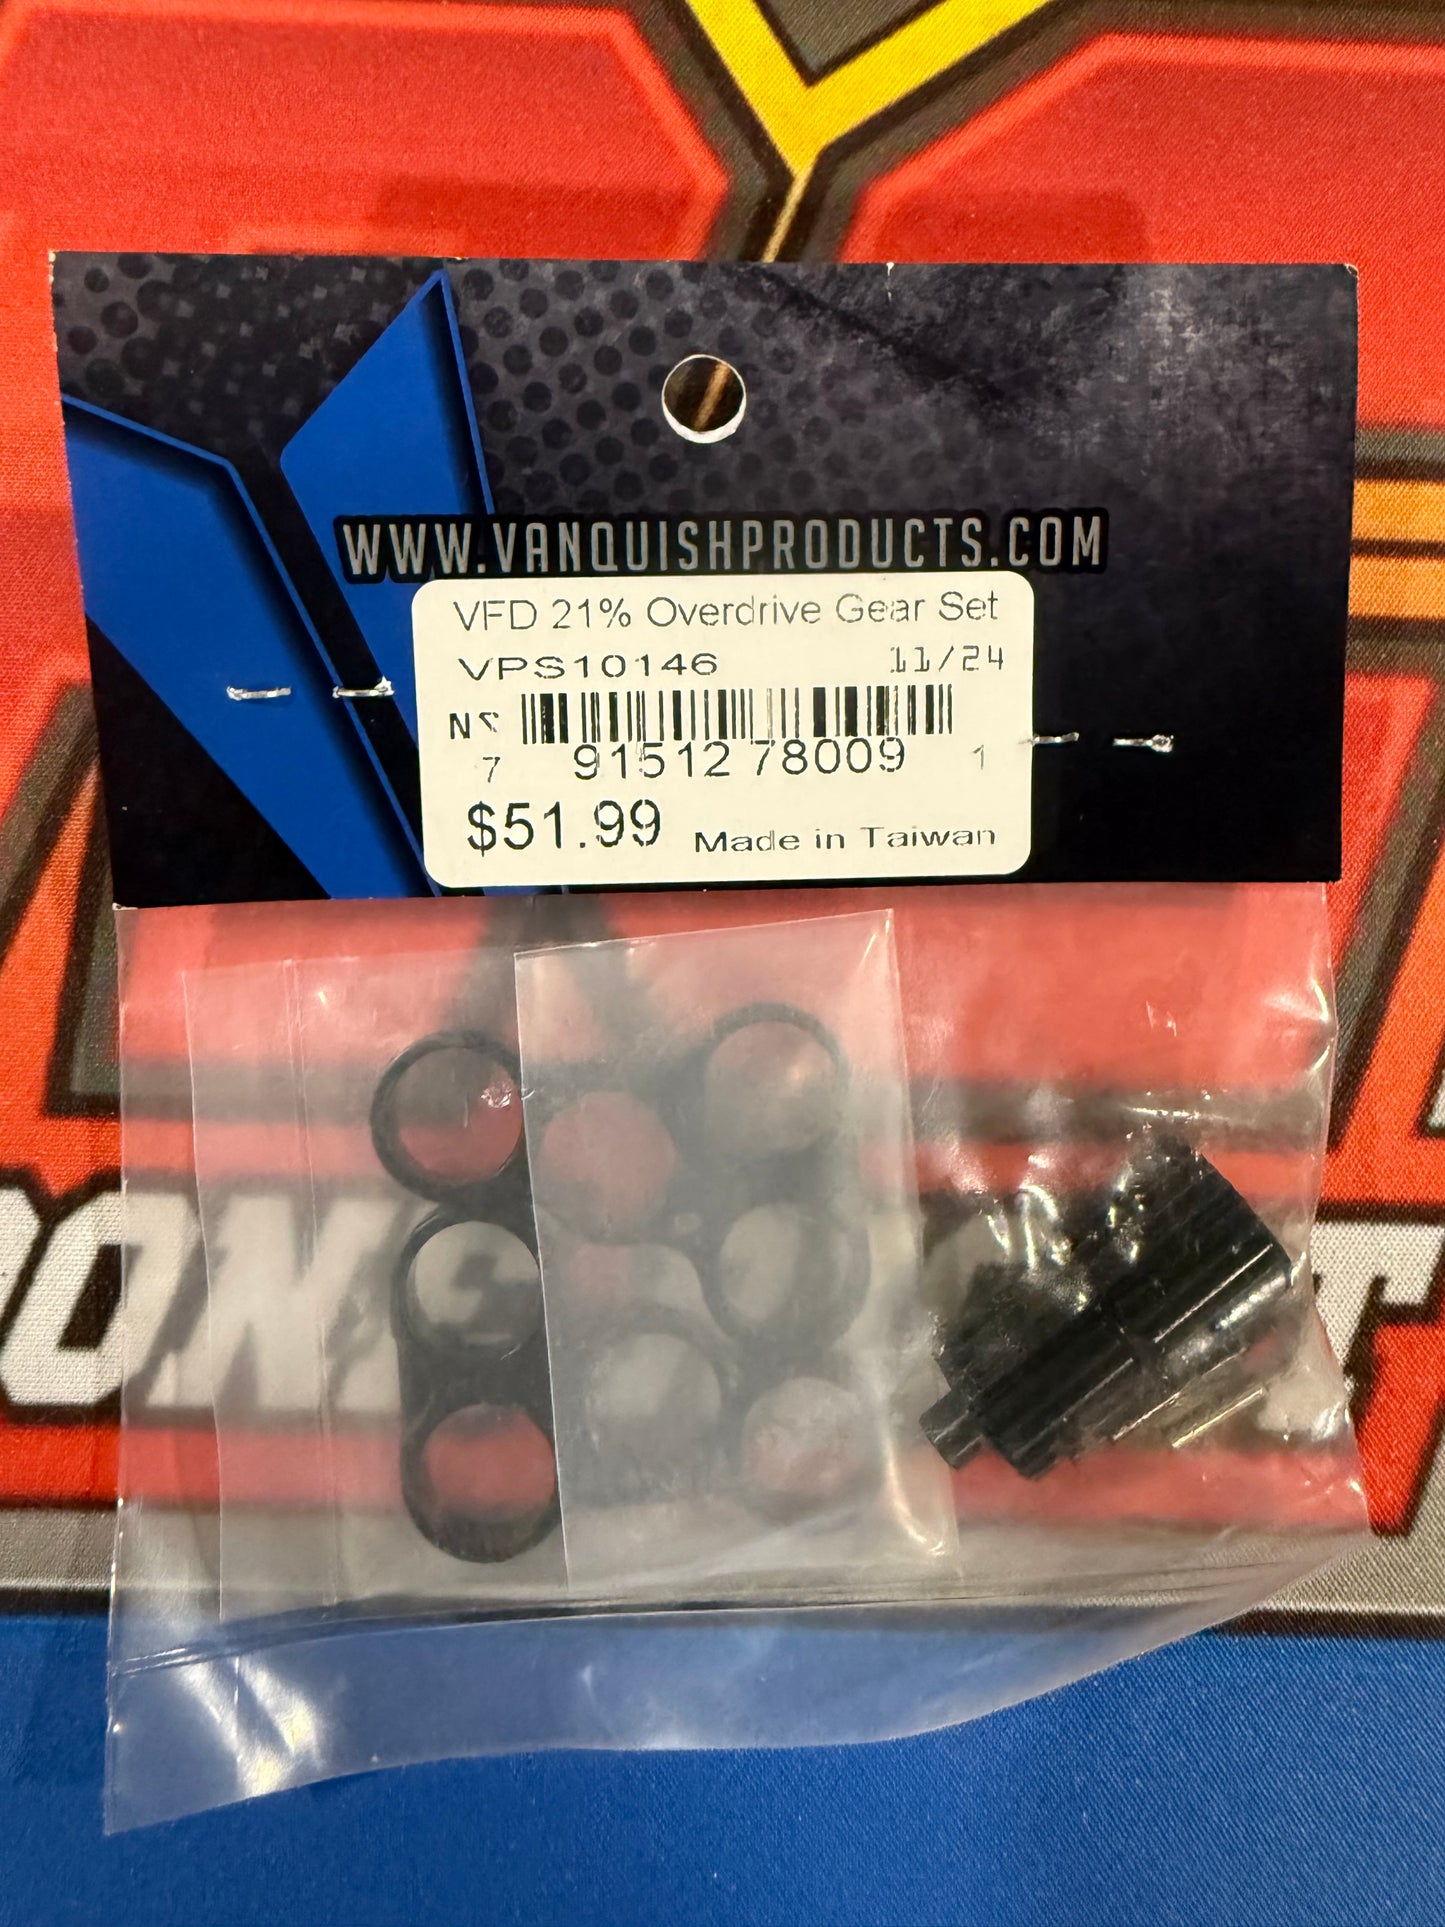 WWW.VANQUISHPRODUCTS.COM
VFD 21% Overdrive Gear Set
VPS10146 11/24
7 91512 78009 1
$51.99 Made in Taiwan